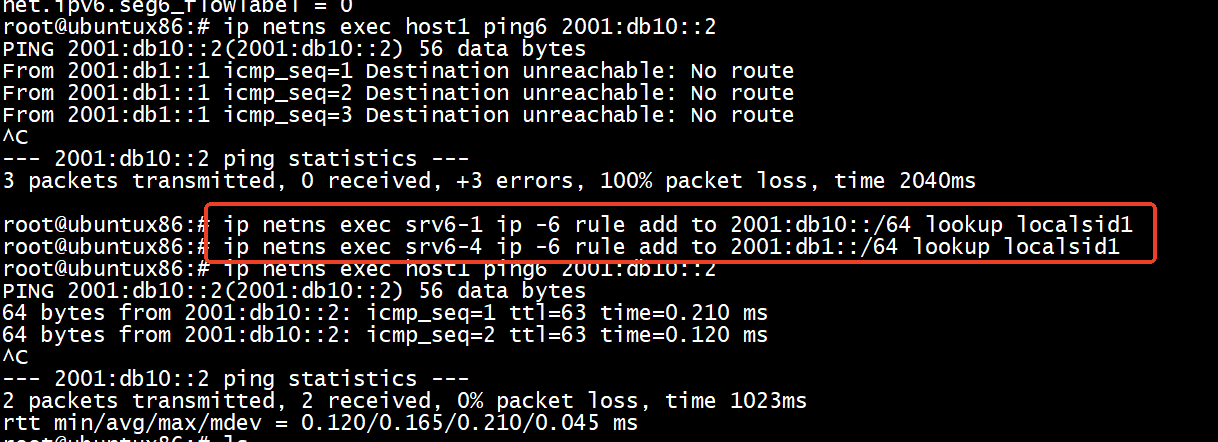 net.ipv6.seg6_flowlabel = 0
root@ubuntux86:# ip netns exec host1 ping6 2001:db10::2
PING 2001:db10::2(2001:db10::2) 56 data bytes
From 2001:db1::1 icmp_seq=1 Destination unreachable: No route
From 2001:db1::1 icmp_seq=2 Destination unreachable: No route
From 2001:db1::1 icmp_seq=3 Destination unreachable: No route
^C
--- 2001:db10::2 ping statistics ---
3 packets transmitted, 0 received, +3 errors, 100% packet loss, time 2040ms
root@ubuntux86:# ip netns exec srv6-1 ip -6 rule add to 2001:db10::/64 lookup localsid1
root@ubuntux86:# ip netns exec srv6-4 ip -6 rule add to 2001:db1::/64 lookup localsid1
root@ubuntux86:# ip netns exec host1 ping6 2001:db10::2
PING 2001:db10::2(2001:db10::2) 56 data bytes
64 bytes from 2001:db10::2: icmp_seq=1 ttl=63 time=0.210 ms
64 bytes from 2001:db10::2: icmp_seq=2 ttl=63 time=0.120 ms
^C
--- 2001:db10::2 ping statistics ---
2 packets transmitted, 2 received, 0% packet loss, time 1023ms
rtt min/avg/max/mdev = 0.120/0.165/0.210/0.045 ms
root@ubuntux86:# ls